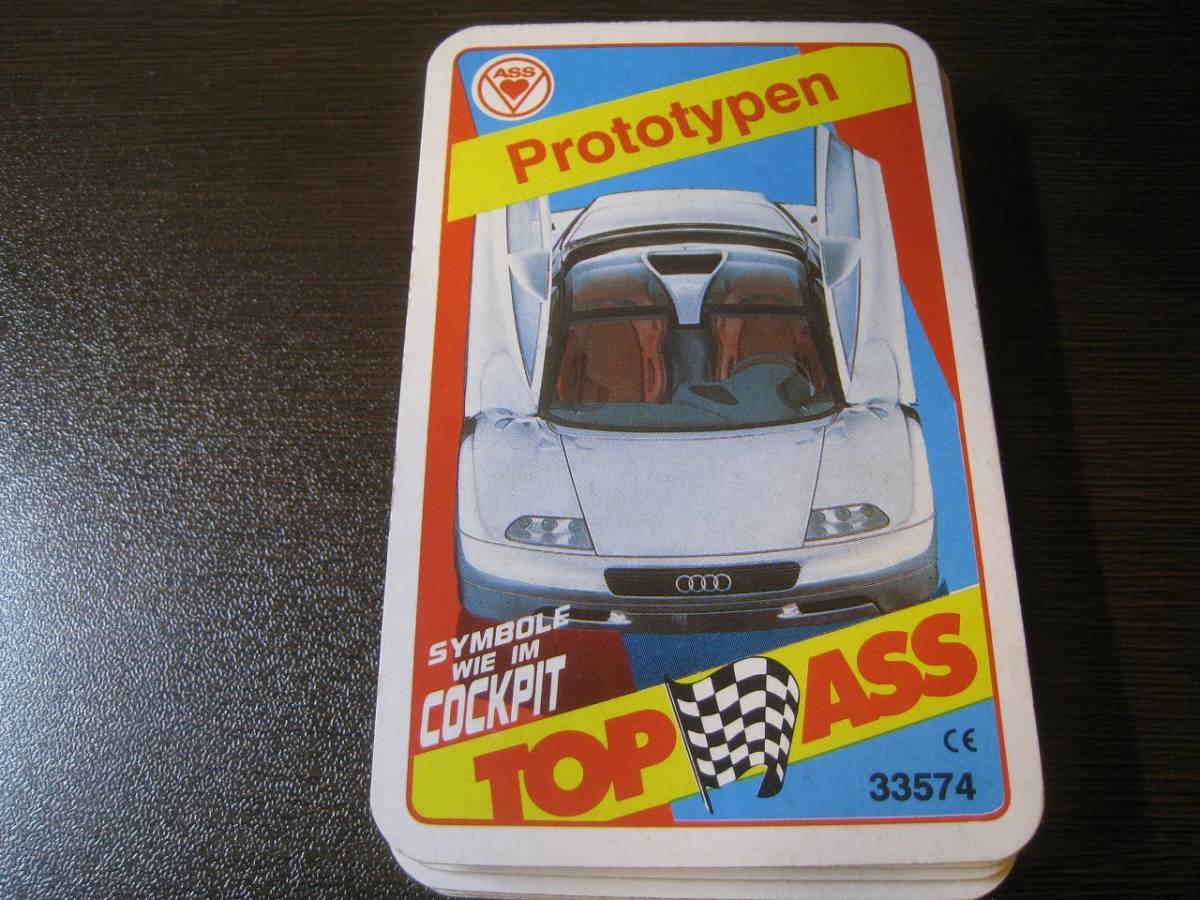 ASS
Prototypen
SYMBOLE
WIE IM
COCKPIT
TOP ASS
CE
33574